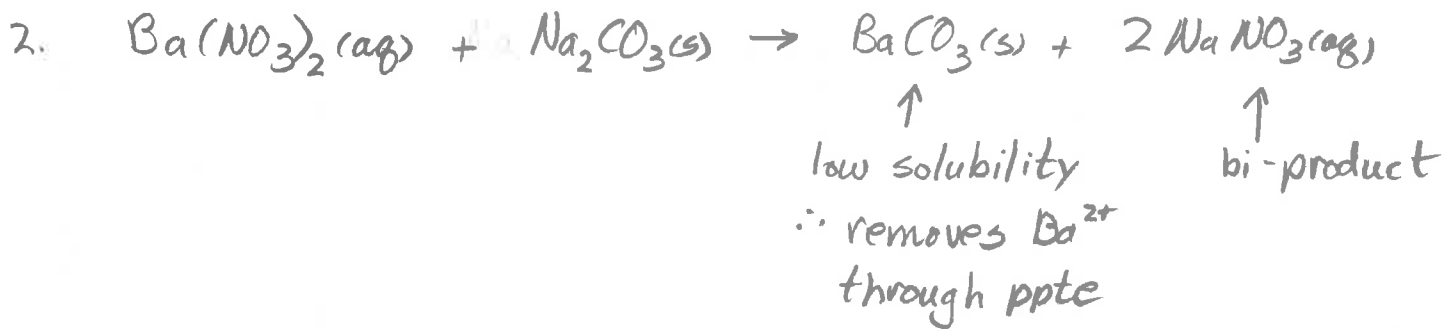 2. Ba(NO₃)₂(aq) + Na₂CO₃(s) → BaCO₃(s) + 2 NaNO₃(aq)
↑ ↑
low solubility bi-product
∴ removes Ba²⁺
through ppte